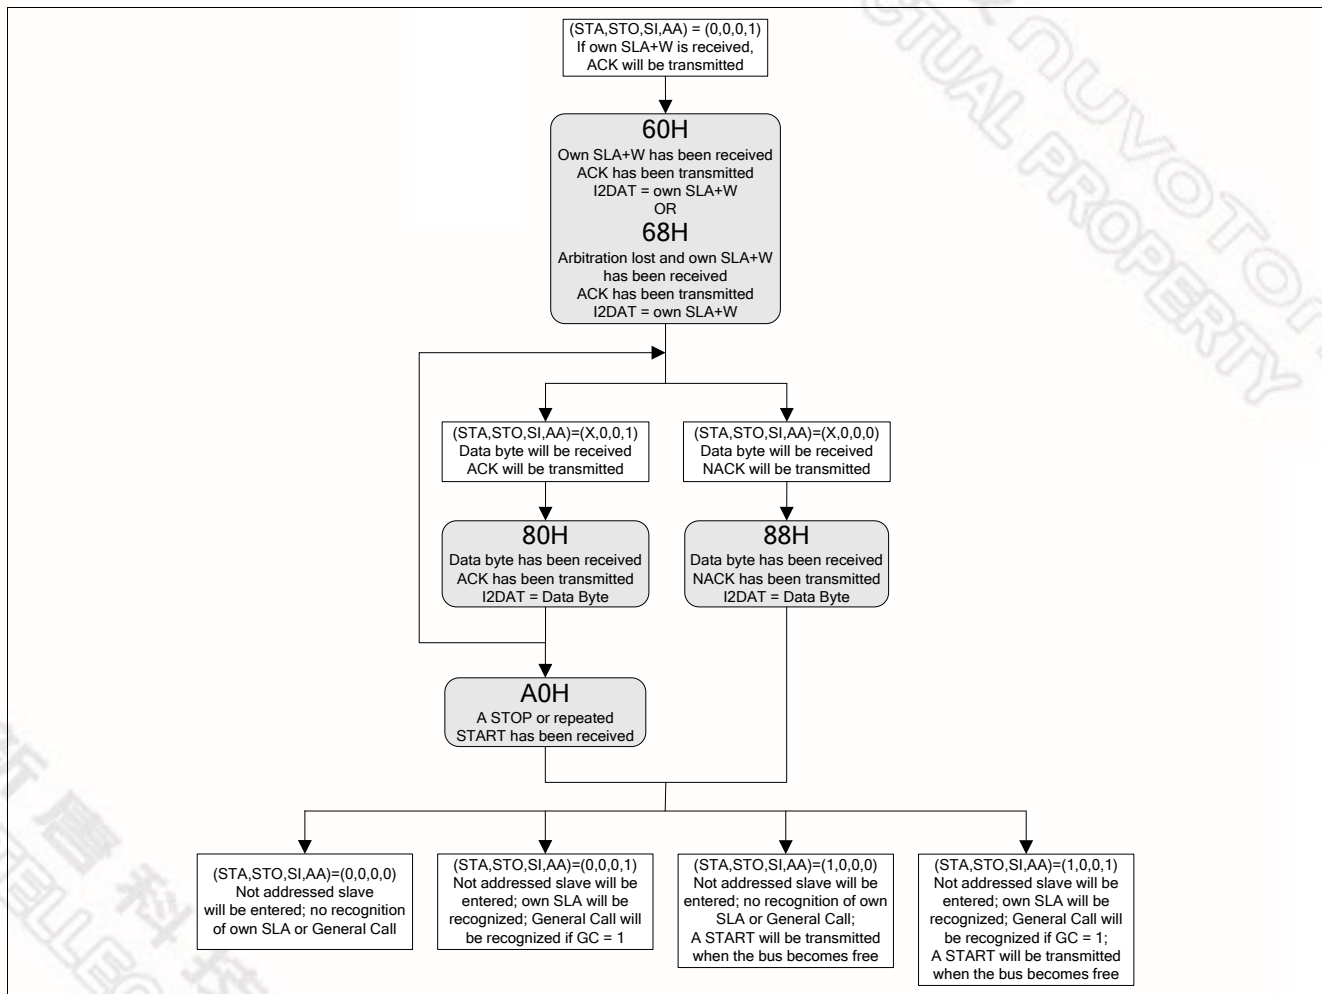 (STA,STO,SI,AA) = (0,0,0,1)
If own SLA+W is received,
ACK will be transmitted
60H
Own SLA+W has been received
ACK has been transmitted
I2DAT = own SLA+W
OR
68H
Arbitration lost and own SLA+W
has been received
ACK has been transmitted
I2DAT = own SLA+W
(STA,STO,SI,AA)=(X,0,0,1)
Data byte will be received
ACK will be transmitted
(STA,STO,SI,AA)=(X,0,0,0)
Data byte will be received
NACK will be transmitted
80H
Data byte has been received
ACK has been transmitted
I2DAT = Data Byte
88H
Data byte has been received
NACK has been transmitted
I2DAT = Data Byte
A0H
A STOP or repeated
START has been received
(STA,STO,SI,AA)=(0,0,0,0)
Not addressed slave
will be entered; no recognition
of own SLA or General Call
(STA,STO,SI,AA)=(0,0,0,1)
Not addressed slave will be
entered; own SLA will be
recognized; General Call will
be recognized if GC = 1
(STA,STO,SI,AA)=(1,0,0,0)
Not addressed slave will be
entered; no recognition of own
SLA or General Call;
A START will be transmitted
when the bus becomes free
(STA,STO,SI,AA)=(1,0,0,1)
Not addressed slave will be
entered; own SLA will be
recognized; General Call will
be recognized if GC = 1;
A START will be transmitted
when the bus becomes free
nuvoton
PROPERTY
新唐科技